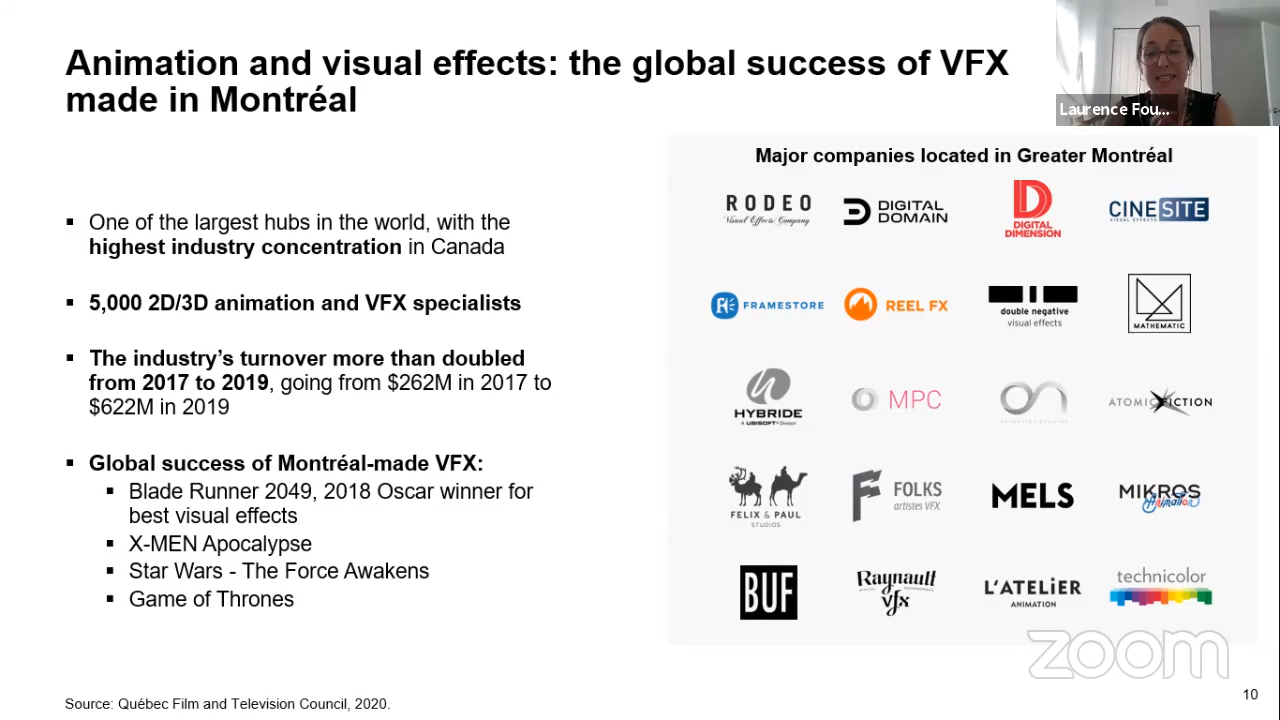 Animation and visual effects: the global success of VFX
made in Montréal
Laurence Fou...
▪ One of the largest hubs in the world, with the
highest industry concentration in Canada
▪ 5,000 2D/3D animation and VFX specialists
▪ The industry's turnover more than doubled
from 2017 to 2019, going from $262M in 2017 to
$622M in 2019
▪ Global success of Montréal-made VFX:
▪ Blade Runner 2049, 2018 Oscar winner for
best visual effects
▪ X-MEN Apocalypse
▪ Star Wars - The Force Awakens
▪ Game of Thrones
Major companies located in Greater Montréal
RODEO
Visual Effects Company
DIGITAL
DOMAIN
DIGITAL
DIMENSION
CINESITE
VISUAL EFFECTS
FRAMESTORE
REEL FX
double negative
visual effects
MATHEMATIC
HYBRIDE
A UBISOFT Division
MPC
on
ANIMATION STUDIOS
ATOMIC FICTION
FELIX & PAUL
STUDIOS
FOLKS
artistes VFX
MELS
MIKROS
Animation
BUF
Raynault
vfx
L'ATELIER
ANIMATION
technicolor
zoom
Source: Québec Film and Television Council, 2020.
10